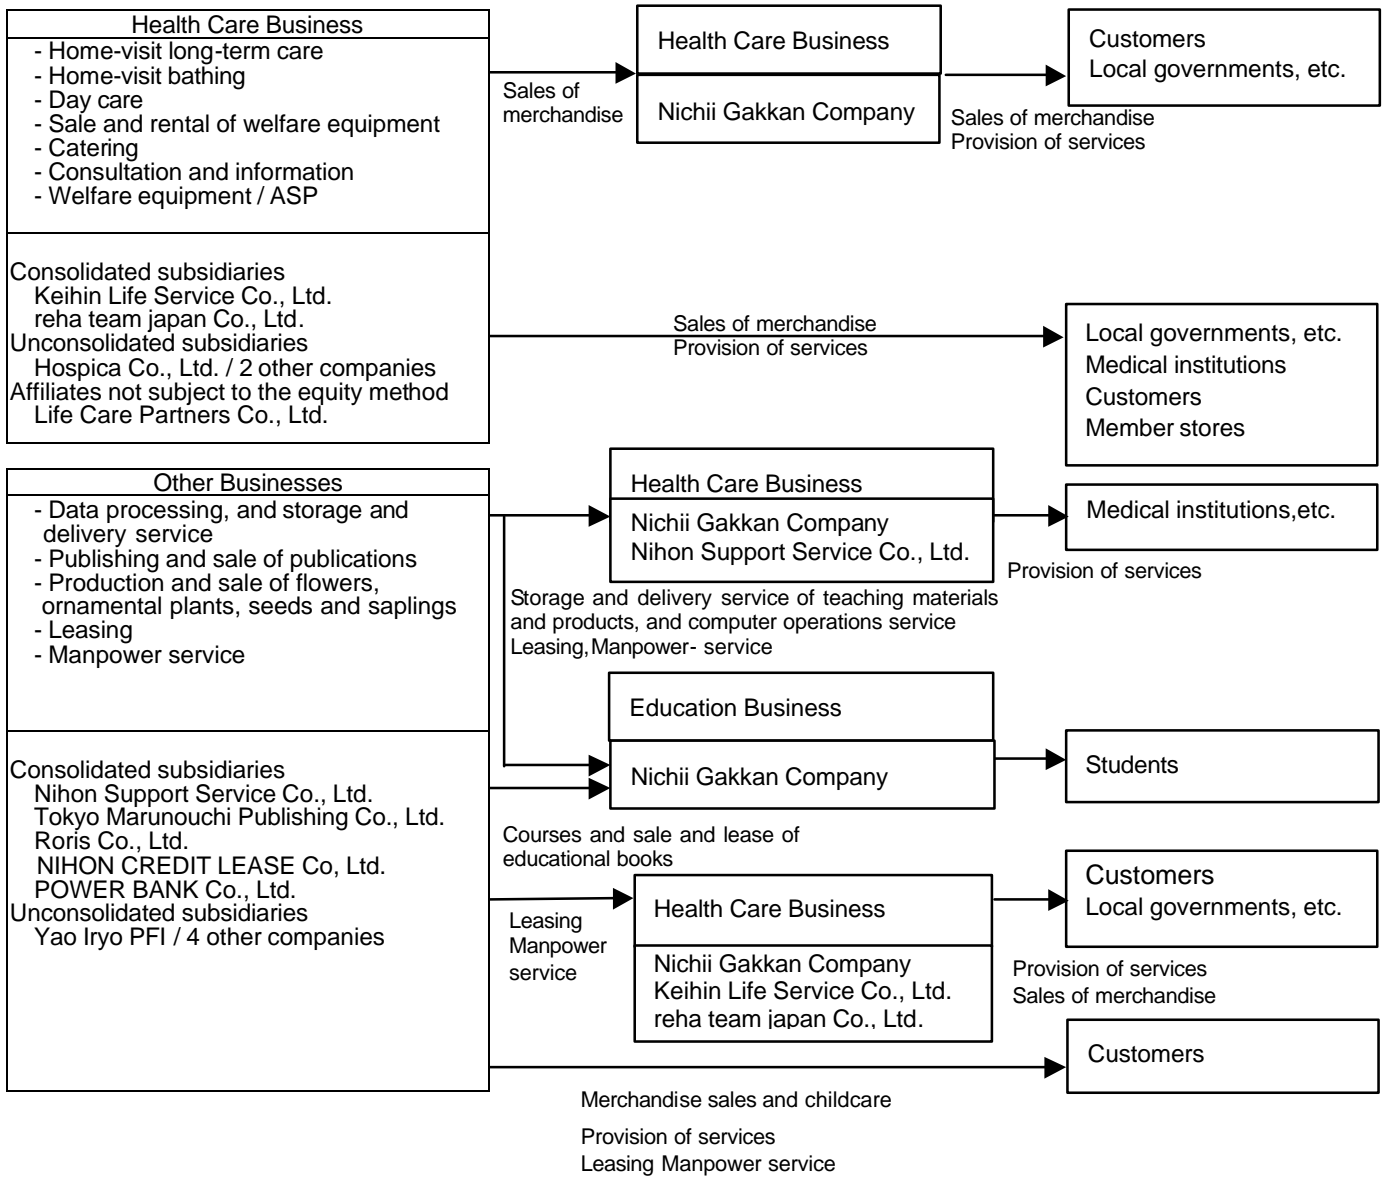 Health Care Business
- Home-visit long-term care
- Home-visit bathing
- Day care
- Sale and rental of welfare equipment
- Catering
- Consultation and information
- Welfare equipment / ASP
Consolidated subsidiaries
Keihin Life Service Co., Ltd.
reha team japan Co., Ltd.
Unconsolidated subsidiaries
Hospica Co., Ltd. / 2 other companies
Affiliates not subject to the equity method
Life Care Partners Co., Ltd.
Sales of
merchandise
Health Care Business
Nichii Gakkan Company
Sales of merchandise
Provision of services
Customers
Local governments, etc.
Sales of merchandise
Provision of services
Local governments, etc.
Medical institutions
Customers
Member stores
Other Businesses
- Data processing, and storage and
delivery service
- Publishing and sale of publications
- Production and sale of flowers,
ornamental plants, seeds and saplings
- Leasing
- Manpower service
Consolidated subsidiaries
Nihon Support Service Co., Ltd.
Tokyo Marunouchi Publishing Co., Ltd.
Roris Co., Ltd.
NIHON CREDIT LEASE Co, Ltd.
POWER BANK Co., Ltd.
Unconsolidated subsidiaries
Yao Iryo PFI / 4 other companies
Health Care Business
Nichii Gakkan Company
Nihon Support Service Co., Ltd.
Medical institutions,etc.
Provision of services
Storage and delivery service of teaching materials
and products, and computer operations service
Leasing,Manpower- service
Education Business
Nichii Gakkan Company
Students
Courses and sale and lease of
educational books
Leasing
Manpower
service
Health Care Business
Nichii Gakkan Company
Keihin Life Service Co., Ltd.
reha team japan Co., Ltd.
Customers
Local governments, etc.
Provision of services
Sales of merchandise
Customers
Merchandise sales and childcare
Provision of services
Leasing Manpower service